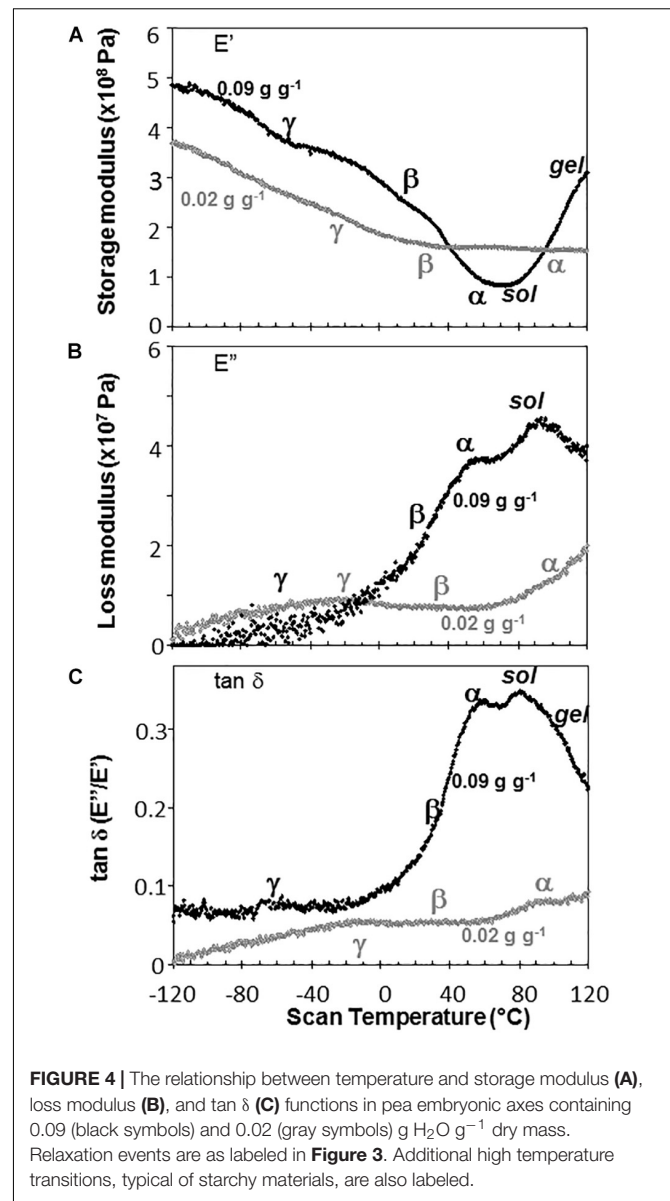 A
E'
6
5
4
3
2
1
0
Storage modulus (x10⁸ Pa)
0.09 g g⁻¹
γ
β
gel
0.02 g g⁻¹
γ
β
α
sol
α
B
E"
6
4
2
0
Loss modulus (x10⁷ Pa)
sol
α
β
0.09 g g⁻¹
γ
γ
β
α
0.02 g g⁻¹
C
tan δ
0.3
0.2
0.1
0
tan δ (E"/E')
sol
α
gel
0.09 g g⁻¹
β
γ
β
α
γ
0.02 g g⁻¹
-120 -80 -40 0 40 80 120
Scan Temperature (°C)
FIGURE 4 | The relationship between temperature and storage modulus (A),
loss modulus (B), and tan δ (C) functions in pea embryonic axes containing
0.09 (black symbols) and 0.02 (gray symbols) g H₂O g⁻¹ dry mass.
Relaxation events are as labeled in Figure 3. Additional high temperature
transitions, typical of starchy materials, are also labeled.